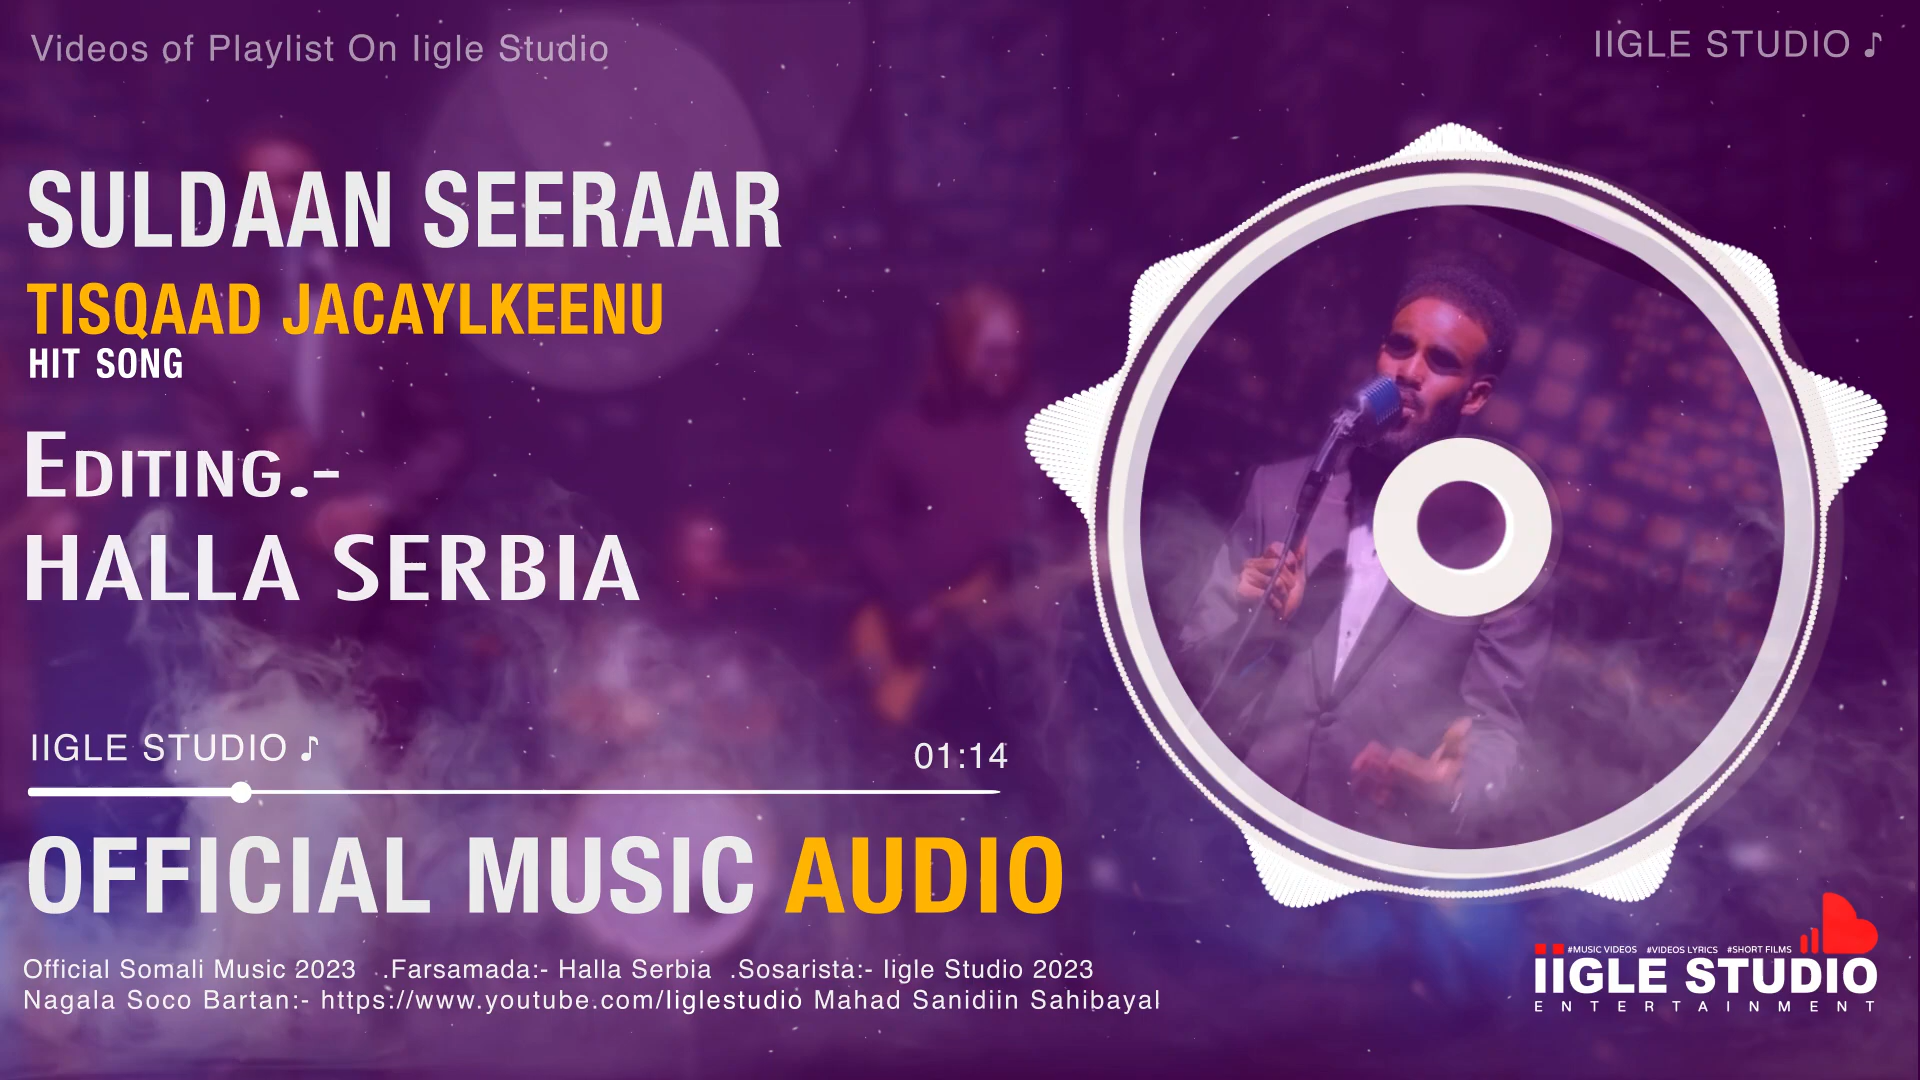 Videos of Playlist On Iigle Studio
IIGLE STUDIO ♪
SULDAAN SEERAAR
TISQAAD JACAYLKEENU
HIT SONG
EDITING.-
HALLA SERBIA
IIGLE STUDIO ♪
01:14
OFFICIAL MUSIC AUDIO
Official Somali Music 2023 .Farsamada:- Halla Serbia .Sosarista:- Iigle Studio 2023
Nagala Soco Bartan:- https://www.youtube.com/Iiglestudio Mahad Sanidiin Sahibayal
#MUSIC VIDEOS #VIDEOS LYRICS #SHORT FILMS
IIGLE STUDIO
ENTERTAINMENT